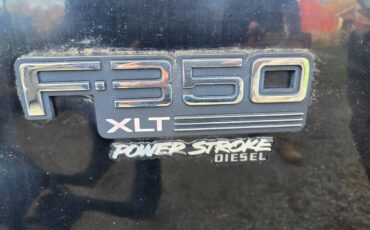 F-350
XLT
POWER STROKE
DIESEL